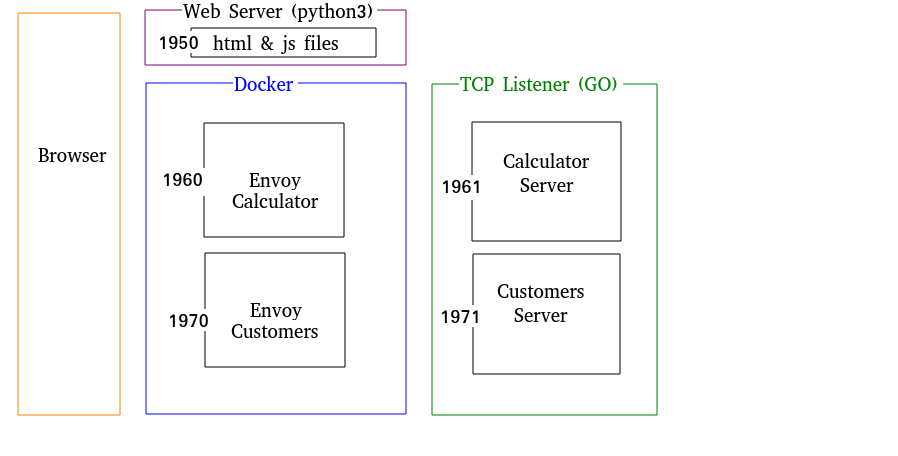 Web Server (python3)
1950 html & js files
Docker
TCP Listener (GO)
Browser
1960
Envoy
Calculator
1961
Calculator
Server
1970
Envoy
Customers
1971
Customers
Server